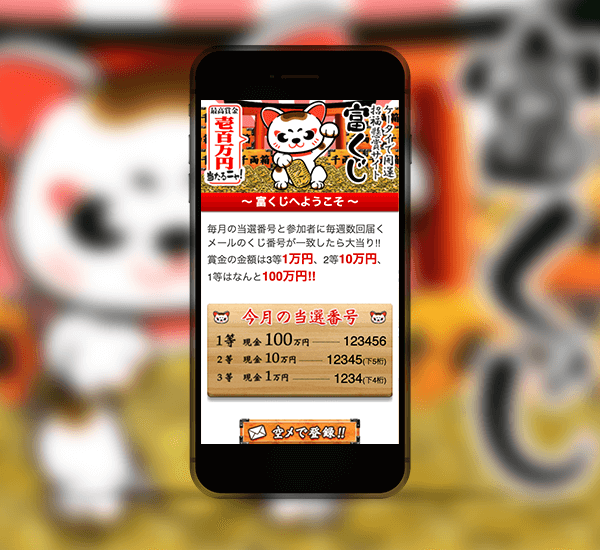 ケータイで開運
招福懸賞サイト
富くじ
最高賞金
壱百万円
当たるニャ!
千両箱
～ 富くじへようこそ ～
毎月の当選番号と参加者に毎週数回届く
メールのくじ番号が一致したら大当り!!
賞金の金額は3等1万円、2等10万円、
1等はなんと100万円!!
今月の当選番号
1等 現金100万円 123456
2等 現金10万円 12345(下5桁)
3等 現金1万円 1234(下4桁)
空メで登録!!